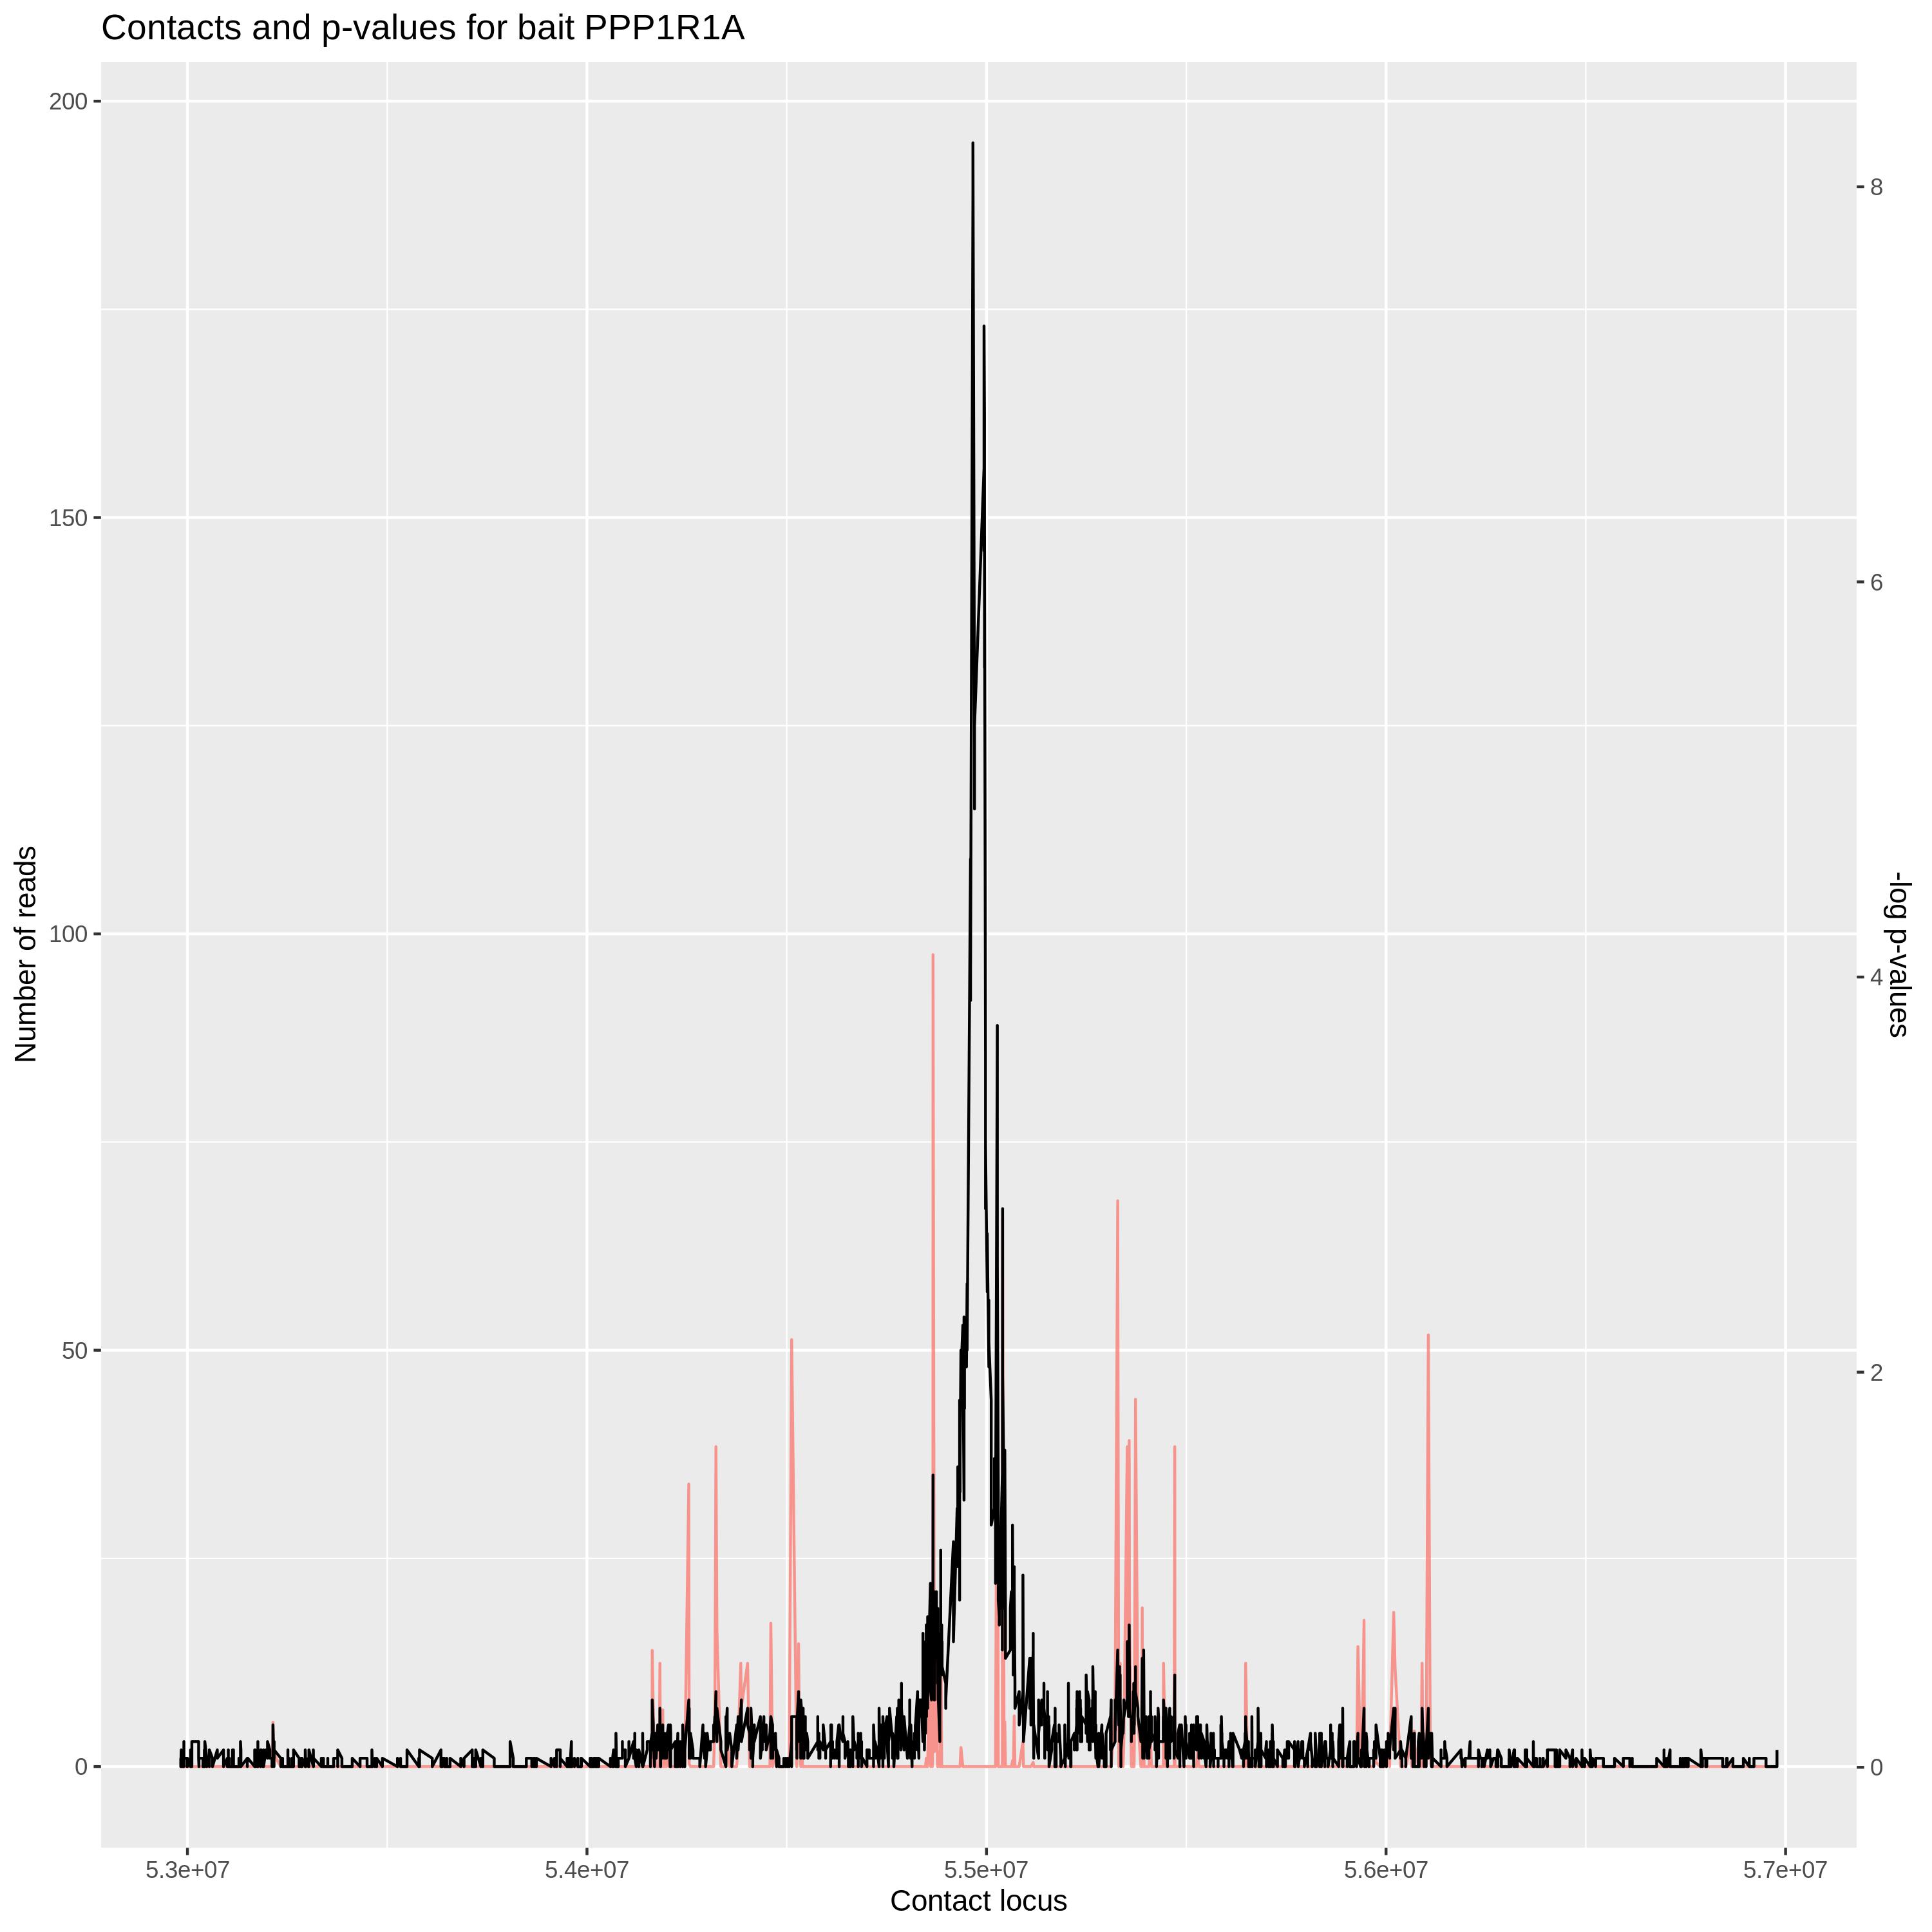 Contacts and p-values for bait PPP1R1A
200
150
100
50
0
8
6
4
2
0
Number of reads
-log p-values
5.3e+07
5.4e+07
5.5e+07
5.6e+07
5.7e+07
Contact locus